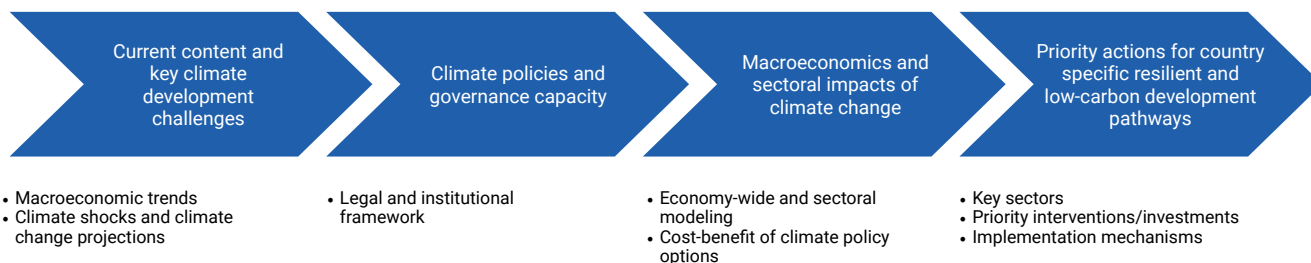 Current content and
key climate
development
challenges
Climate policies and
governance capacity
Macroeconomics and
sectoral impacts of
climate change
Priority actions for country
specific resilient and
low-carbon development
pathways
• Macroeconomic trends
• Climate shocks and climate
change projections
• Legal and institutional
framework
• Economy-wide and sectoral
modeling
• Cost-benefit of climate policy
options
• Key sectors
• Priority interventions/investments
• Implementation mechanisms